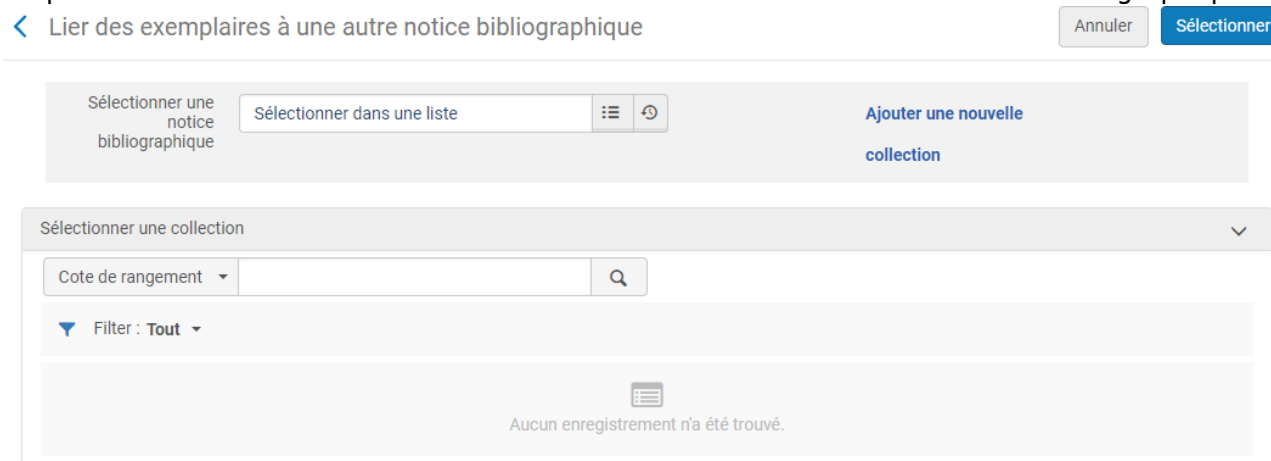 Lier des exemplaires à une autre notice bibliographique
Annuler
Sélectionner
Sélectionner une
notice
bibliographique
Sélectionner dans une liste
Ajouter une nouvelle
collection
Sélectionner une collection
Cote de rangement
Filter : Tout
Aucun enregistrement n'a été trouvé.